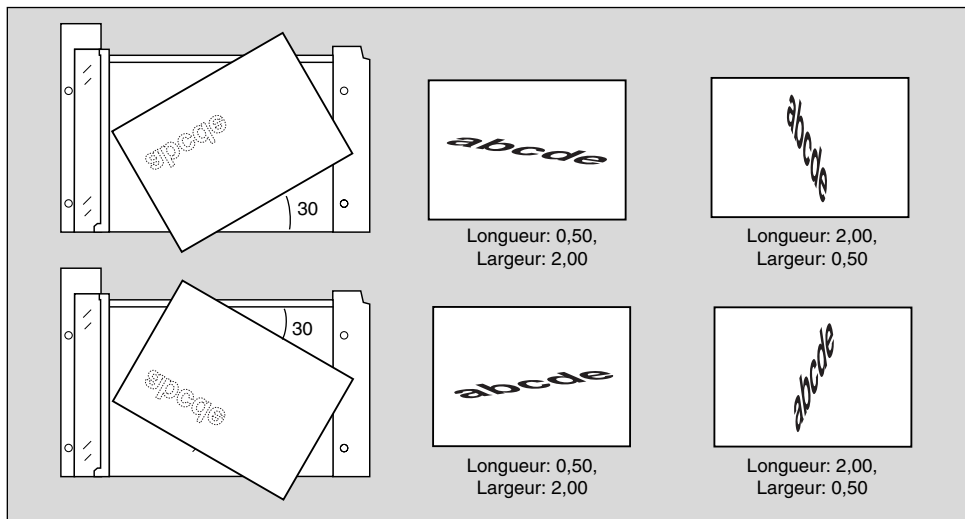 abcde
30
abcde
Longueur: 0,50,
Largeur: 2,00
abcde
Longueur: 2,00,
Largeur: 0,50
abcde
30
abcde
Longueur: 0,50,
Largeur: 2,00
abcde
Longueur: 2,00,
Largeur: 0,50